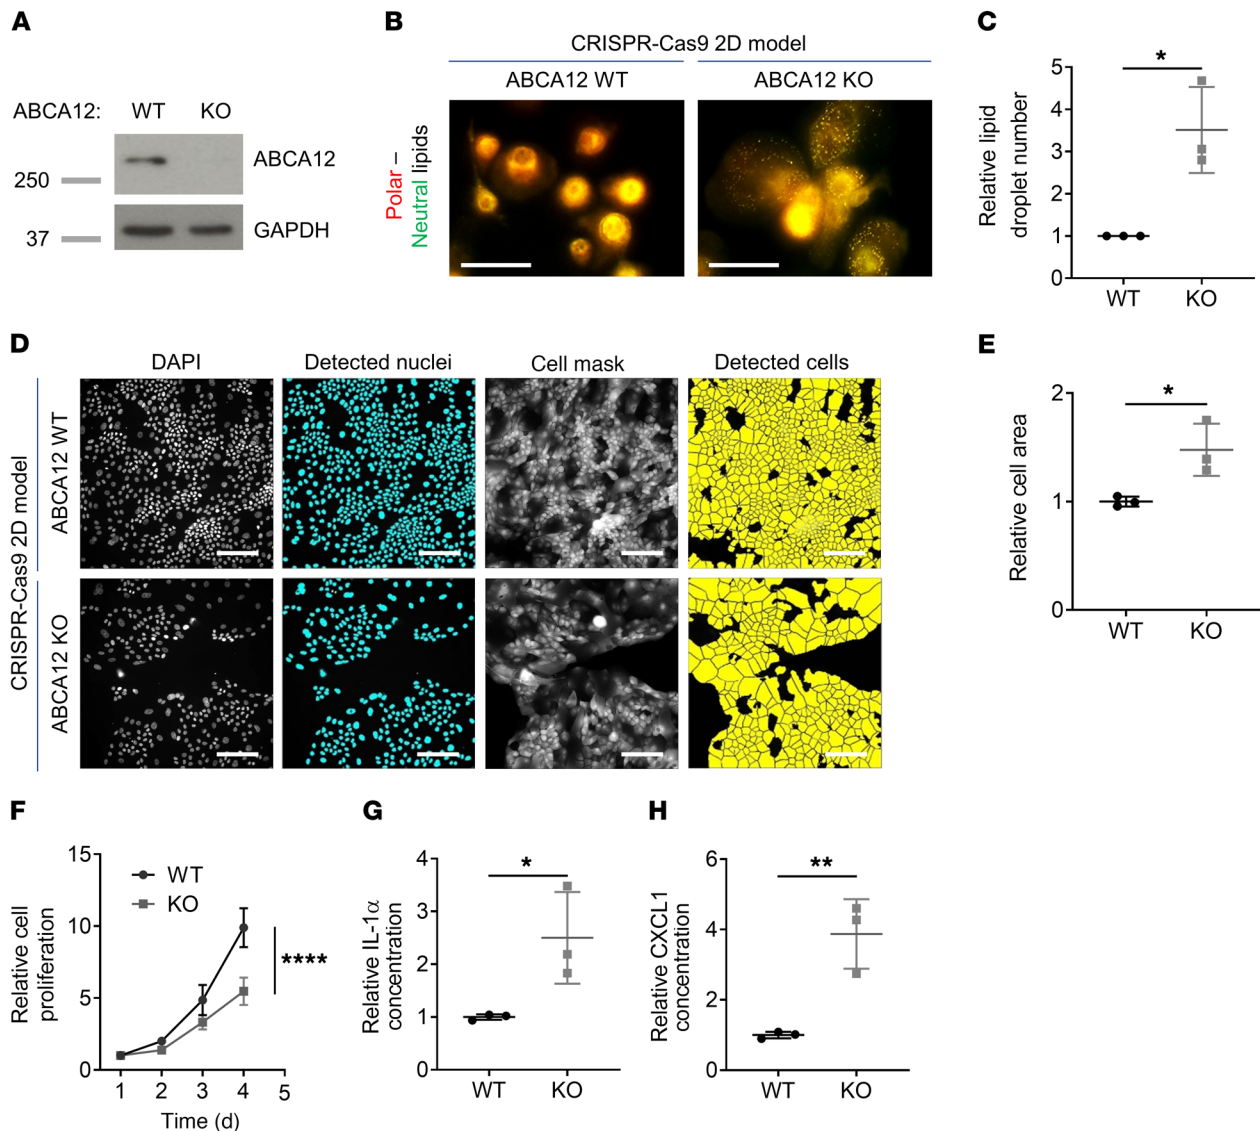 A
ABCA12: WT KO
ABCA12
250
GAPDH
37
B
CRISPR-Cas9 2D model
ABCA12 WT ABCA12 KO
Polar –
Neutral lipids
C
*
Relative lipid
droplet number
5
4
3
2
1
0
WT KO
D
DAPI Detected nuclei Cell mask Detected cells
CRISPR-Cas9 2D model
ABCA12 WT
ABCA12 KO
E
*
Relative cell area
2
1
0
WT KO
F
Relative cell
proliferation
15
10
5
0
WT
KO
****
1 2 3 4 5
Time (d)
G
*
Relative IL-1α
concentration
4
3
2
1
0
WT KO
H
**
Relative CXCL1
concentration
6
4
2
0
WT KO